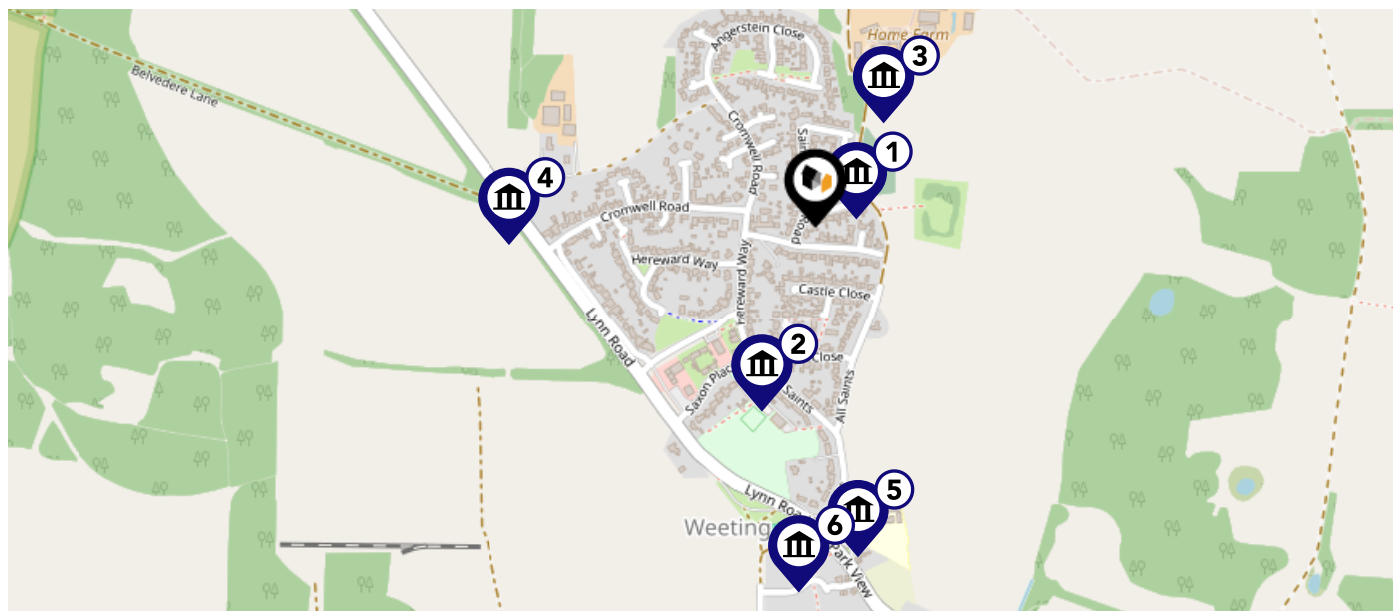 Angerstein Close
Home Farm
3
Belvedere Lane
Cromwell Road
1
4
Road
Cromwell Road
Hereward Way
Hereward Way
Castle Close
Lynn Road
2
Close
Saxon
Saints
All Saints
5
Lynn
6
Weeting
Park View